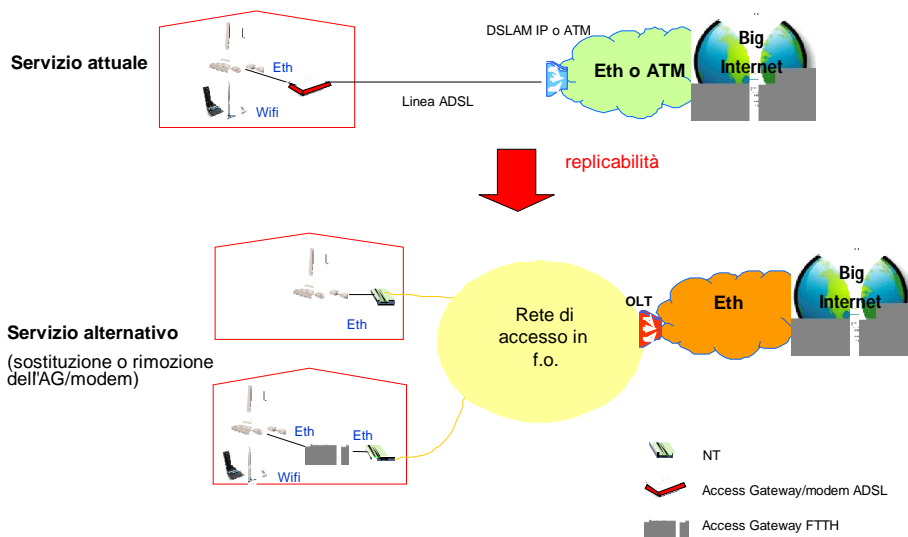 DSLAM IP o ATM
Big
Internet
Servizio attuale
Eth
Eth o ATM
Wifi
Linea ADSL
replicabilità
Big
Internet
Rete di
accesso in
f.o.
OLT
Eth
Eth
Servizio alternativo
(sostituzione o rimozione
dell'AG/modem)
Eth
Eth
Wifi
NT
Access Gateway/modem ADSL
Access Gateway FTTH